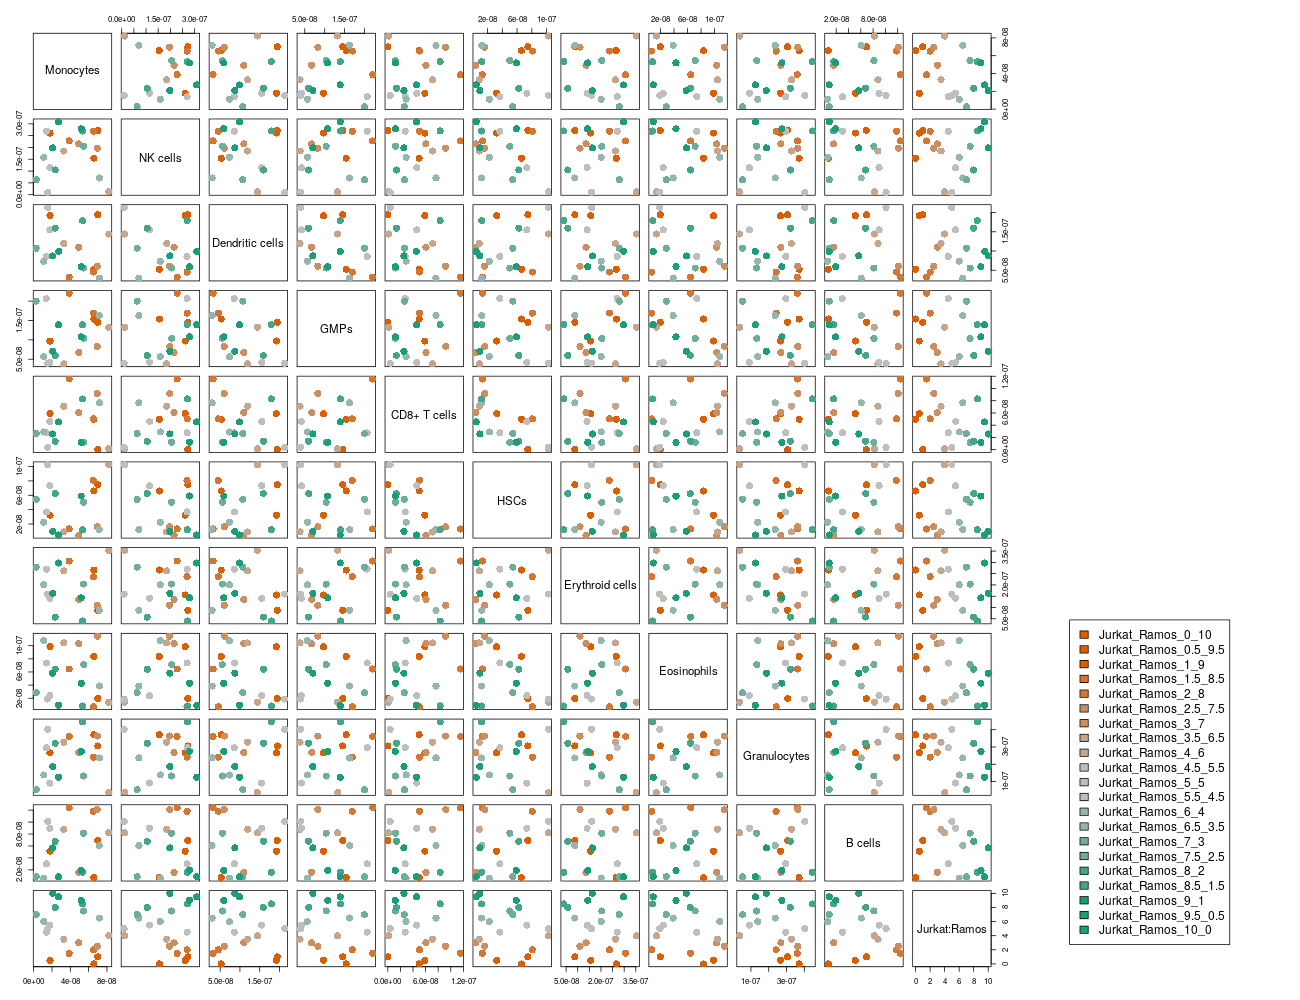 0.0e+00 1.5e-07 3.0e-07 5.0e-08 1.5e-07 2e-08 6e-08 1e-07 2e-08 6e-08 1e-07 2.0e-08 8.0e-08
Monocytes
0e+00 4e-08 8e-08
NK cells
0.0e+00 1.5e-07 3.0e-07
Dendritic cells
5.0e-08 1.5e-07
GMPs
5.0e-08 1.5e-07
CD8+ T cells
0.0e+00 6.0e-08 1.2e-07
HSCs
2e-08 6e-08 1e-07
Erythroid cells
5.0e-08 2.0e-07 3.5e-07
Eosinophils
2e-08 6e-08 1e-07
Granulocytes
1e-07 3e-07
B cells
2.0e-08 8.0e-08
Jurkat:Ramos
0 2 4 6 8 10
0e+00 4e-08 8e-08 5.0e-08 1.5e-07 0.0e+00 6.0e-08 1.2e-07 5.0e-08 2.0e-07 3.5e-07 1e-07 3e-07 0 2 4 6 8 10
Jurkat_Ramos_0_10
Jurkat_Ramos_0.5_9.5
Jurkat_Ramos_1_9
Jurkat_Ramos_1.5_8.5
Jurkat_Ramos_2_8
Jurkat_Ramos_2.5_7.5
Jurkat_Ramos_3_7
Jurkat_Ramos_3.5_6.5
Jurkat_Ramos_4_6
Jurkat_Ramos_4.5_5.5
Jurkat_Ramos_5_5
Jurkat_Ramos_5.5_4.5
Jurkat_Ramos_6_4
Jurkat_Ramos_6.5_3.5
Jurkat_Ramos_7_3
Jurkat_Ramos_7.5_2.5
Jurkat_Ramos_8_2
Jurkat_Ramos_8.5_1.5
Jurkat_Ramos_9_1
Jurkat_Ramos_9.5_0.5
Jurkat_Ramos_10_0